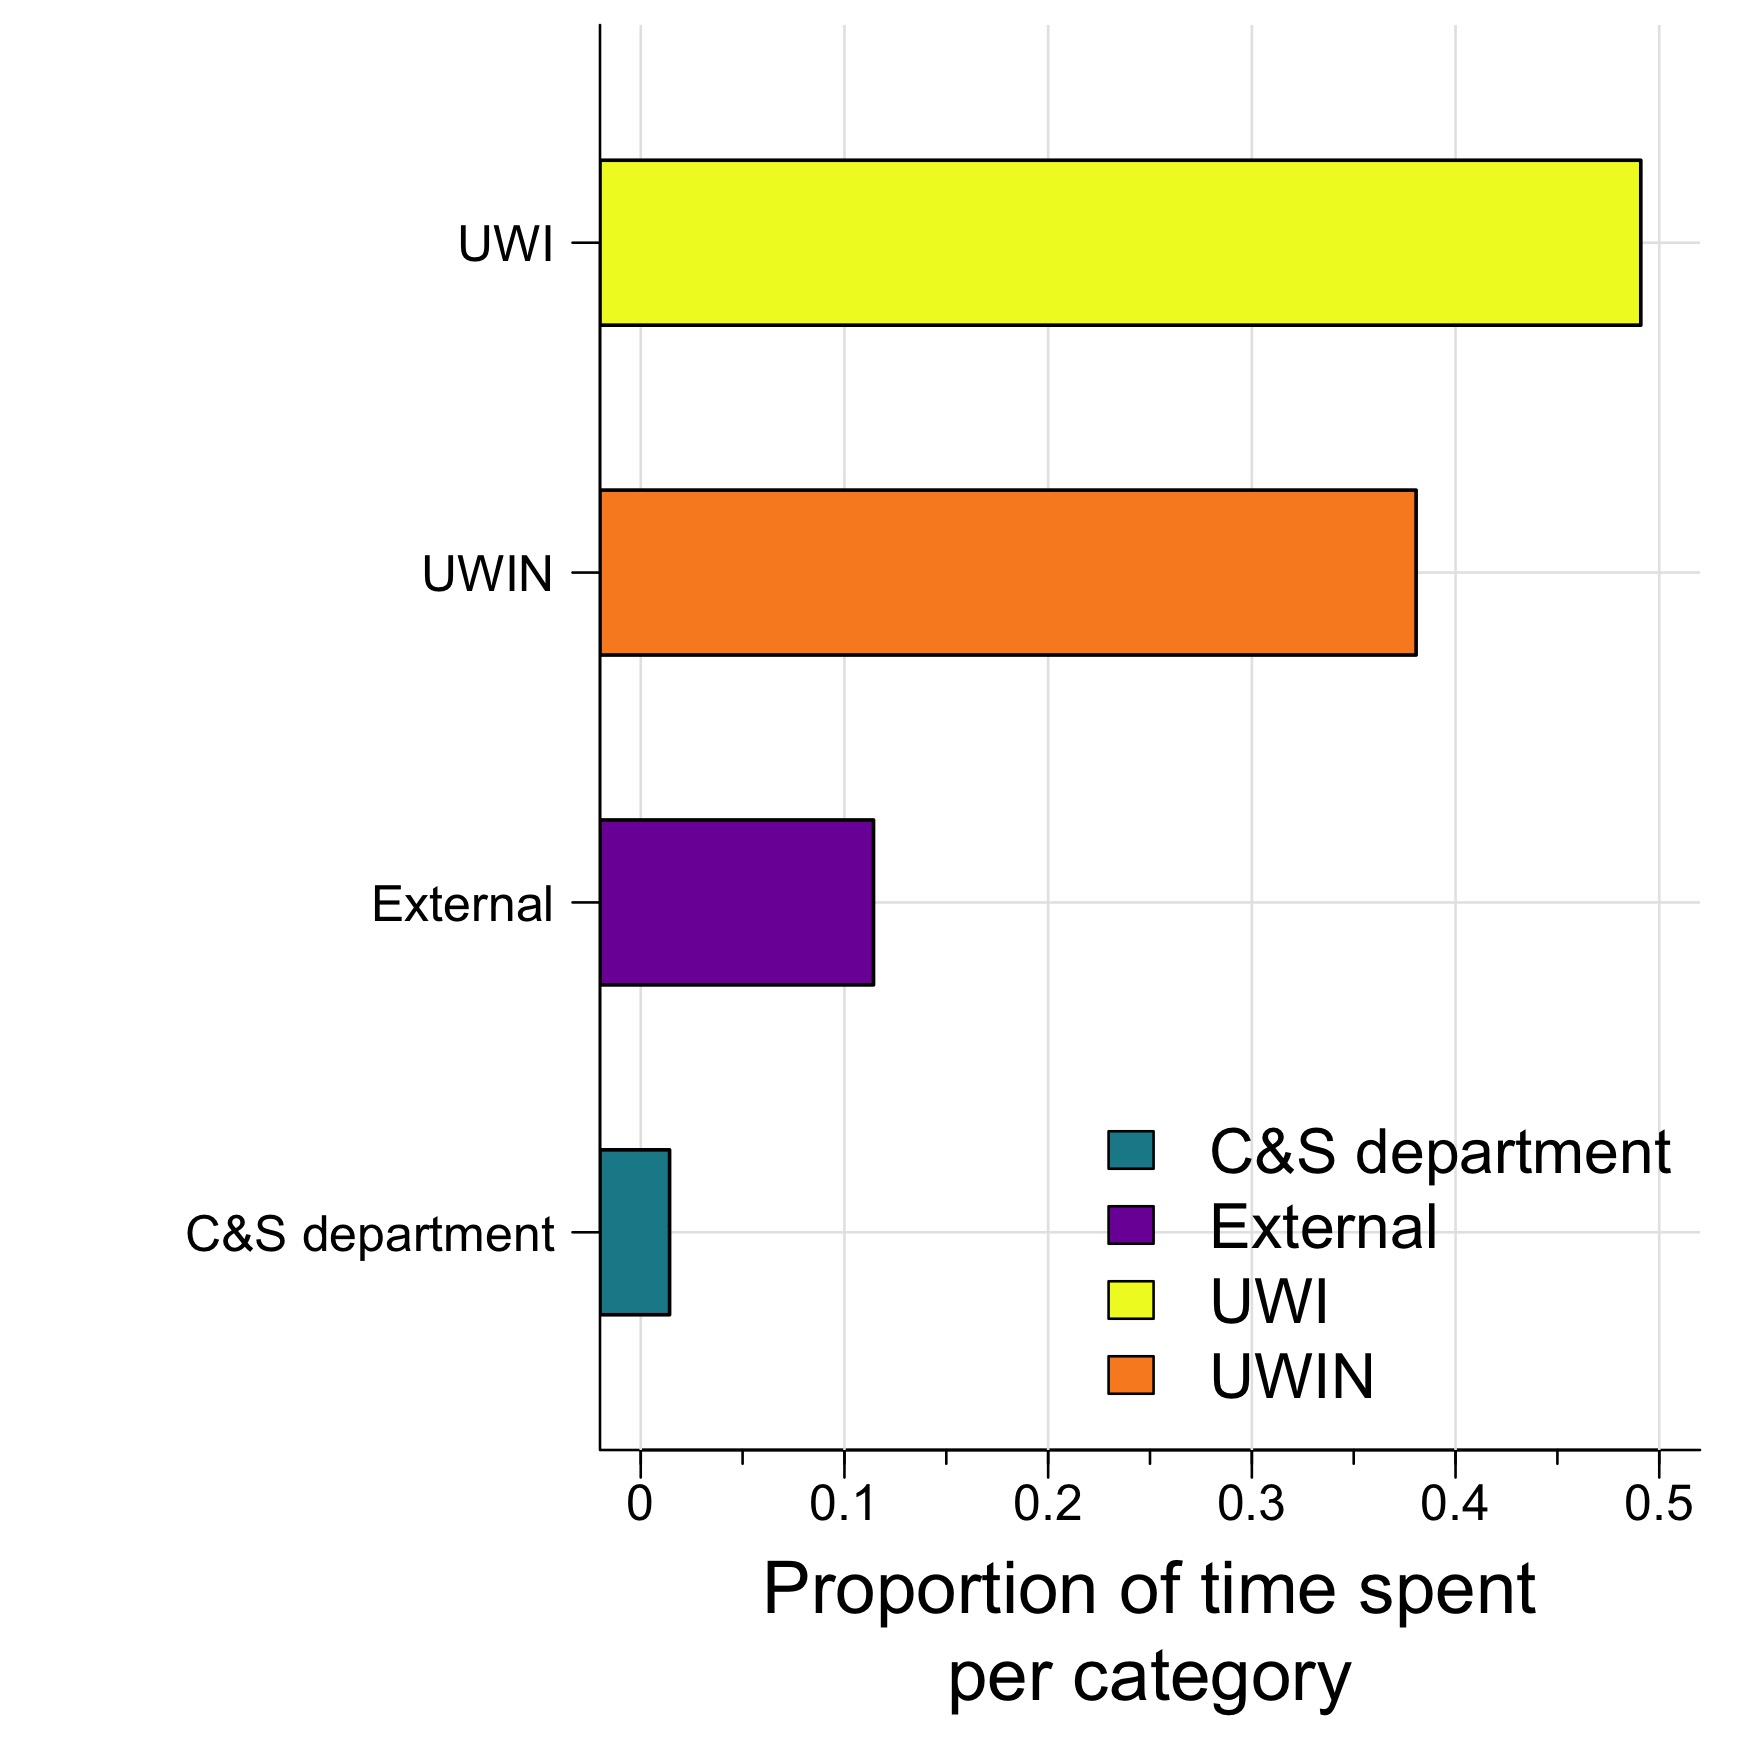 UWI
UWIN
External
C&S department
C&S department
External
UWI
UWIN
0 0.1 0.2 0.3 0.4 0.5
Proportion of time spent
per category